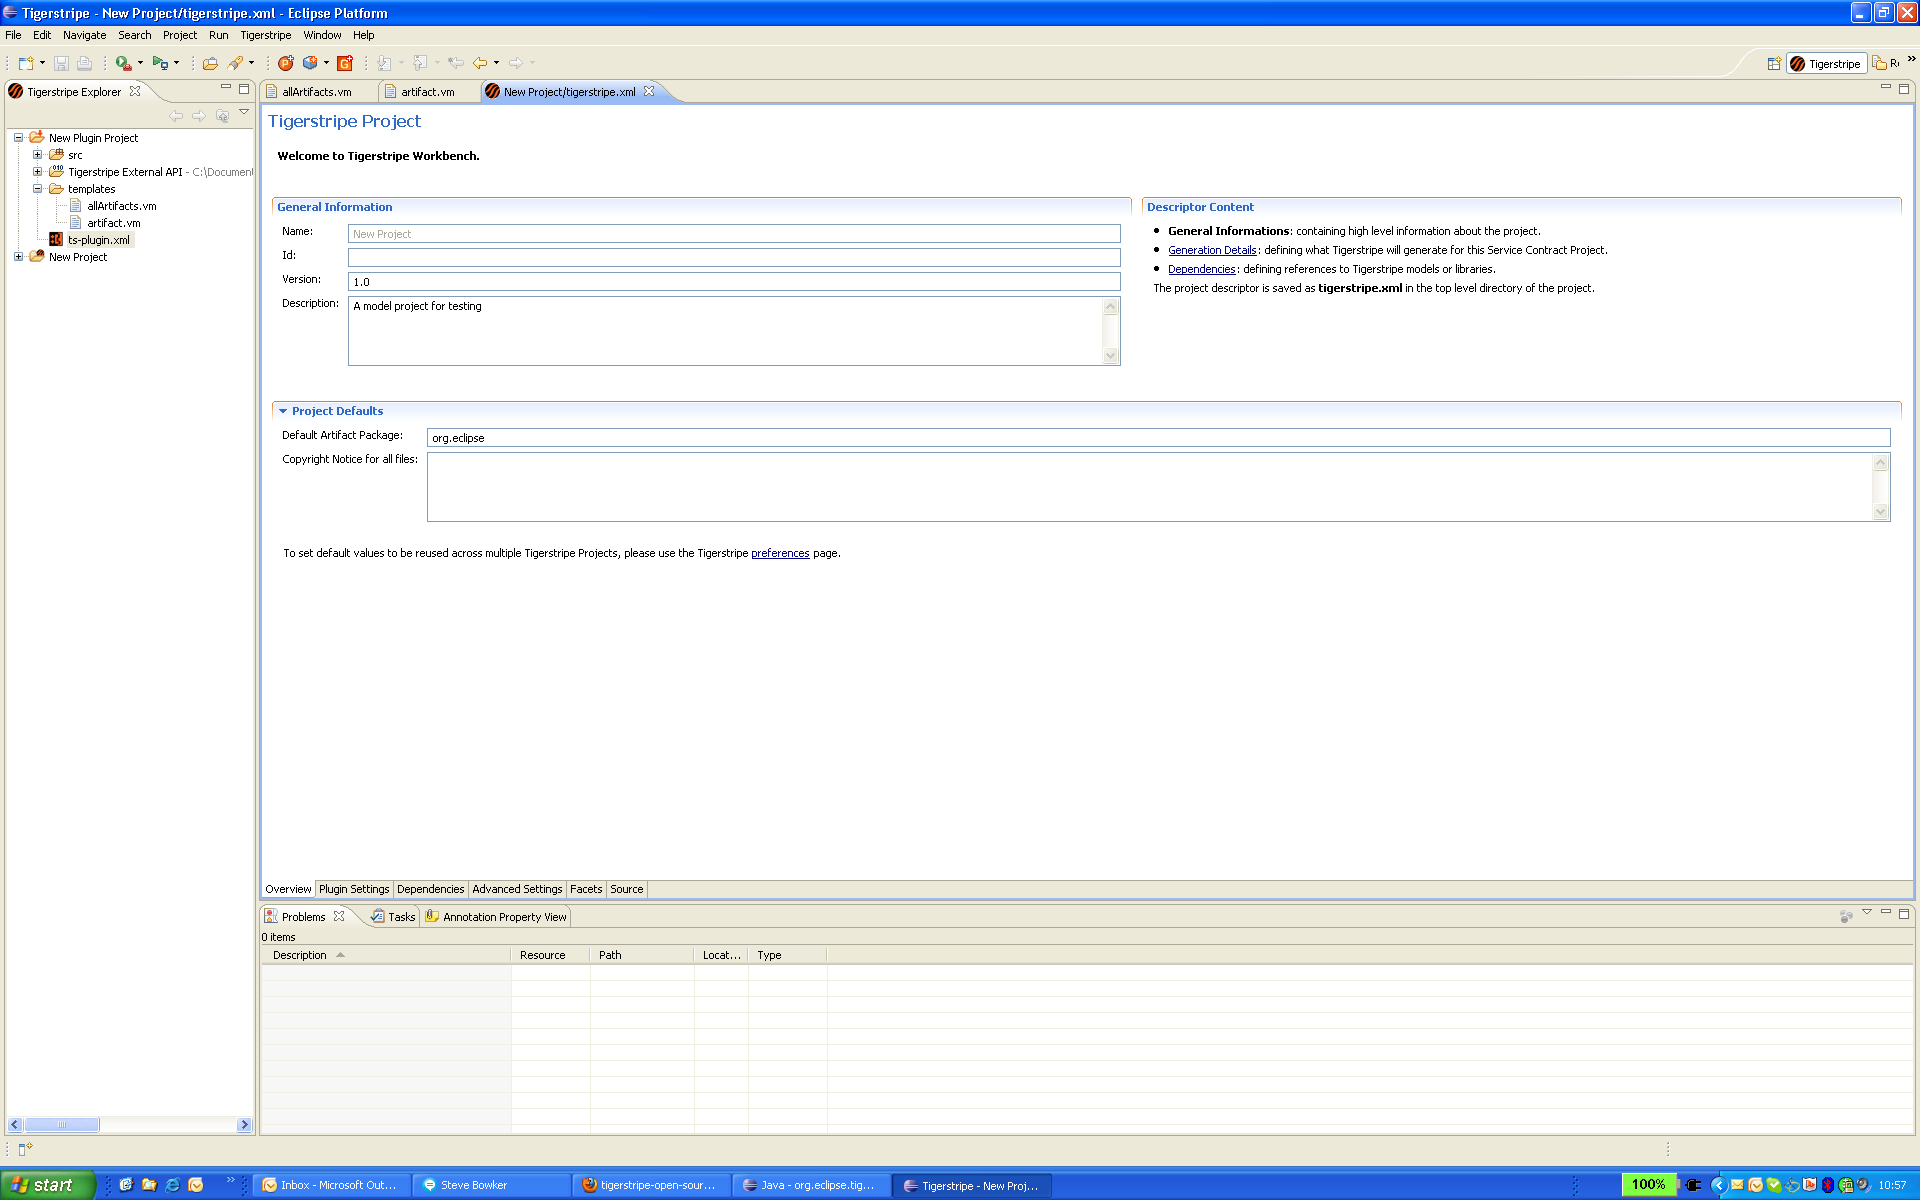 Tigerstripe - New Project/tigerstripe.xml - Eclipse Platform
File Edit Navigate Search Project Run Tigerstripe Window Help
Tigerstripe
Tigerstripe Explorer
allArtifacts.vm
artifact.vm
New Project/tigerstripe.xml
New Plugin Project
src
Tigerstripe External API - C:\Document
templates
allArtifacts.vm
artifact.vm
ts-plugin.xml
New Project
Tigerstripe Project
Welcome to Tigerstripe Workbench.
General Information
Name: New Project
Id:
Version: 1.0
Description: A model project for testing
Descriptor Content
General Informations: containing high level information about the project.
Generation Details: defining what Tigerstripe will generate for this Service Contract Project.
Dependencies: defining references to Tigerstripe models or libraries.
The project descriptor is saved as tigerstripe.xml in the top level directory of the project.
Project Defaults
Default Artifact Package: org.eclipse
Copyright Notice for all files:
To set default values to be reused across multiple Tigerstripe Projects, please use the Tigerstripe preferences page.
Overview Plugin Settings Dependencies Advanced Settings Facets Source
Problems Tasks Annotation Property View
0 items
Description Resource Path Locat... Type
start
Inbox - Microsoft Out...
Steve Bowker
tigerstripe-open-sour...
Java - org.eclipse.tig...
Tigerstripe - New Proj...
100%
10:57